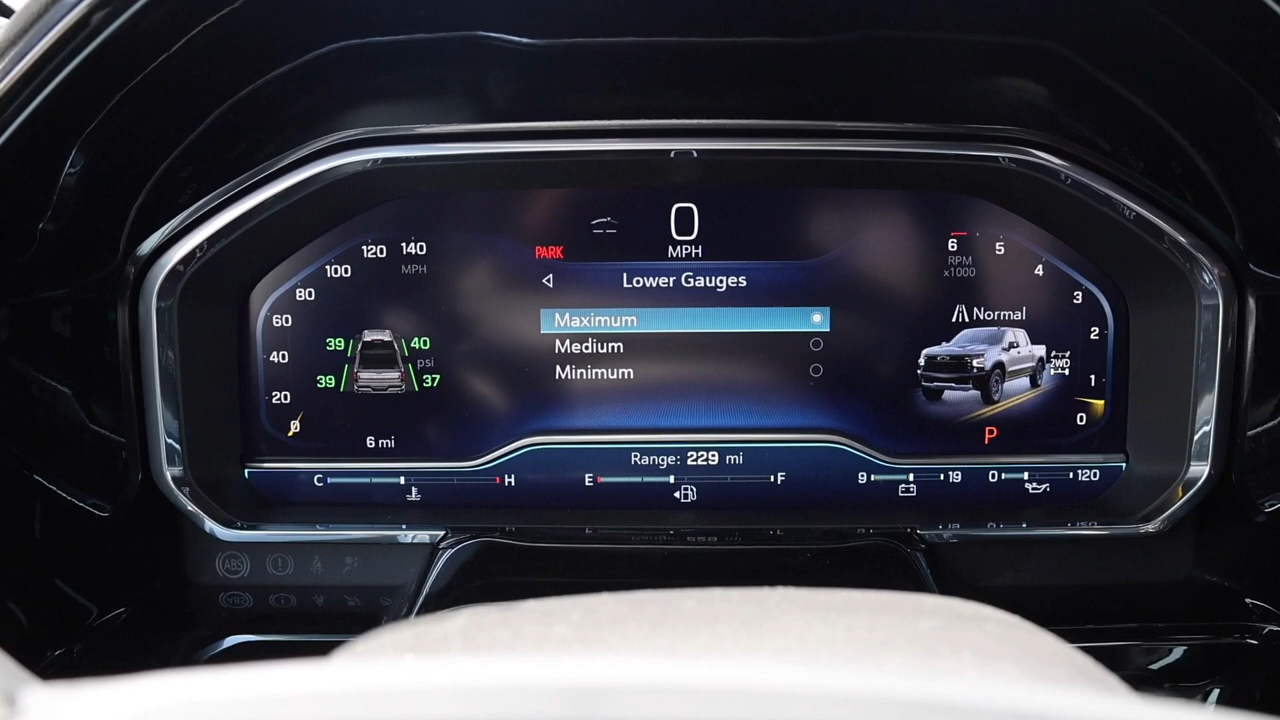 0
MPH
PARK
Lower Gauges
Maximum
Medium
Minimum
140
120
MPH
100
80
60
40
20
0
39
40
psi
39
37
6 mi
6
5
RPM
x1000
4
3
2
1
0
Normal
2WD
P
Range: 229 mi
C H
E F
9 19
0 120
ABS